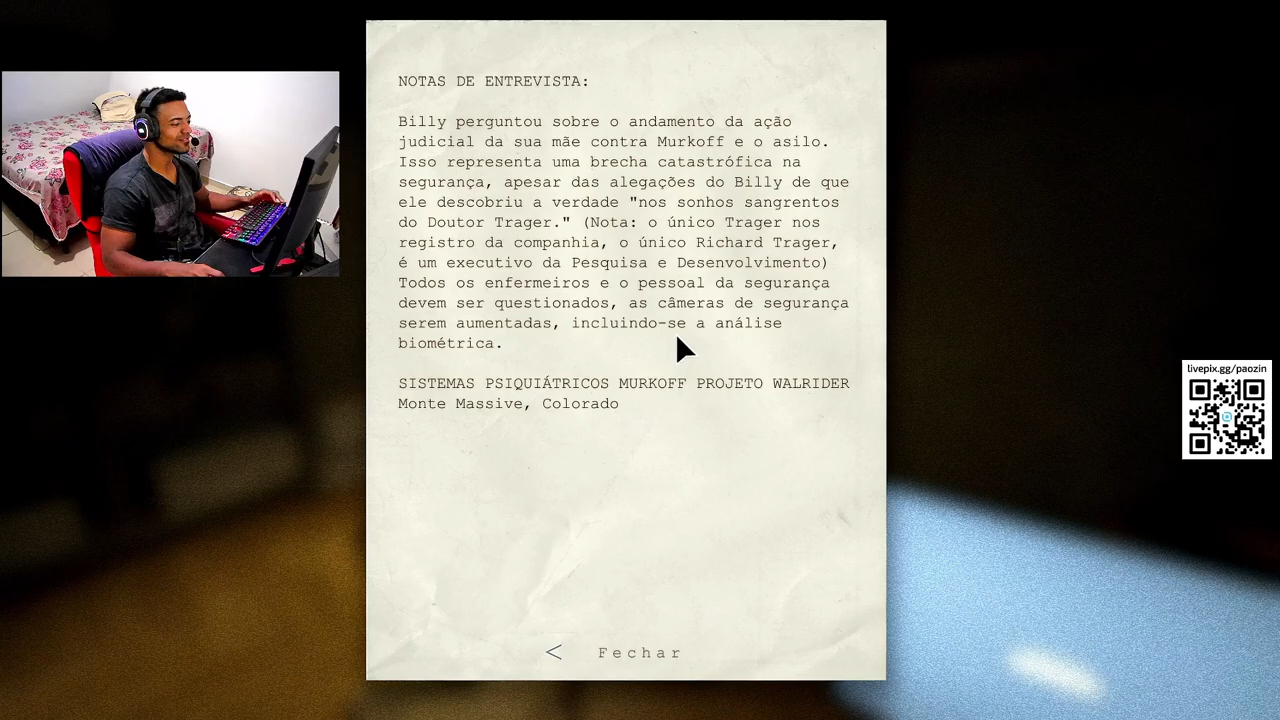 NOTAS DE ENTREVISTA:
Billy perguntou sobre o andamento da ação
judicial da sua mãe contra Murkoff e o asilo.
Isso representa uma brecha catastrófica na
segurança, apesar das alegações do Billy de que
ele descobriu a verdade "nos sonhos sangrentos
do Doutor Trager." (Nota: o único Trager nos
registro da companhia, o único Richard Trager,
é um executivo da Pesquisa e Desenvolvimento)
Todos os enfermeiros e o pessoal da segurança
devem ser questionados, as câmeras de segurança
serem aumentadas, incluindo-se a análise
biométrica.
SISTEMAS PSIQUIÁTRICOS MURKOFF PROJETO WALRIDER
Monte Massive, Colorado
livepix.gg/paozin
< Fechar